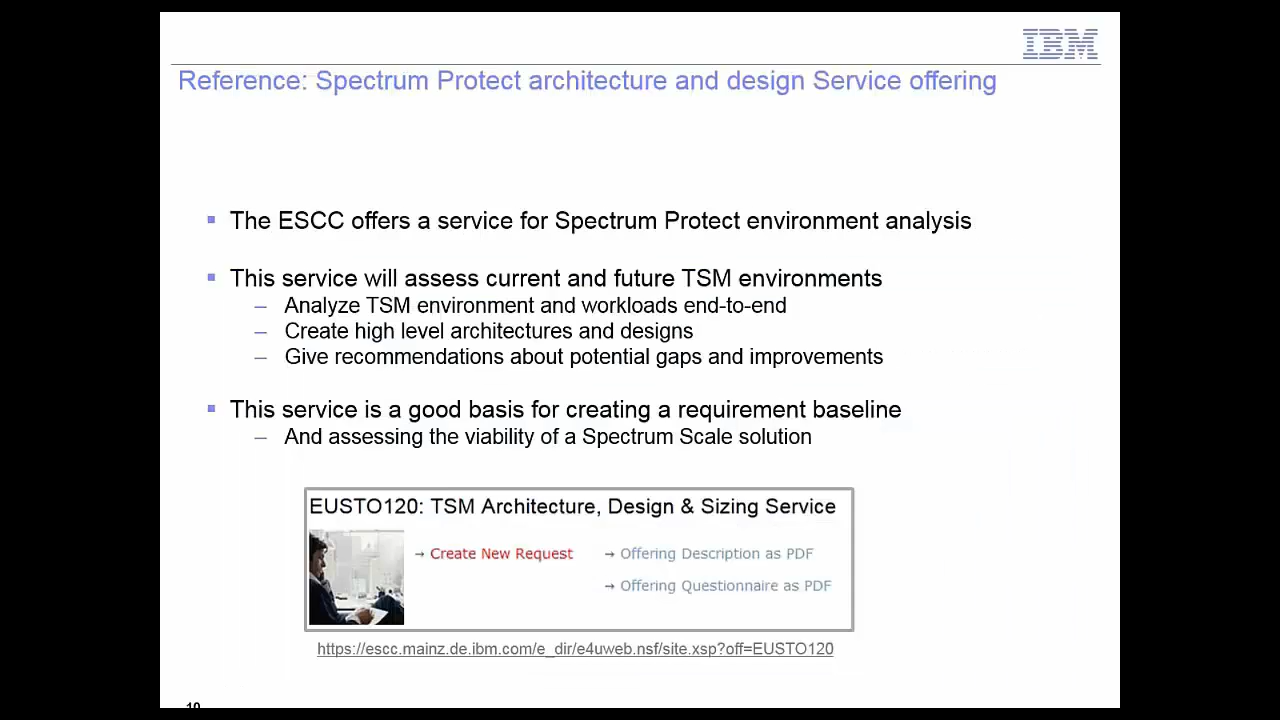 IBM
Reference: Spectrum Protect architecture and design Service offering
The ESCC offers a service for Spectrum Protect environment analysis
This service will assess current and future TSM environments
– Analyze TSM environment and workloads end-to-end
– Create high level architectures and designs
– Give recommendations about potential gaps and improvements
This service is a good basis for creating a requirement baseline
– And assessing the viability of a Spectrum Scale solution
EUSTO120: TSM Architecture, Design & Sizing Service
→ Create New Request → Offering Description as PDF
→ Offering Questionnaire as PDF
https://escc.mainz.de.ibm.com/e_dir/e4uweb.nsf/site.xsp?off=EUSTO120